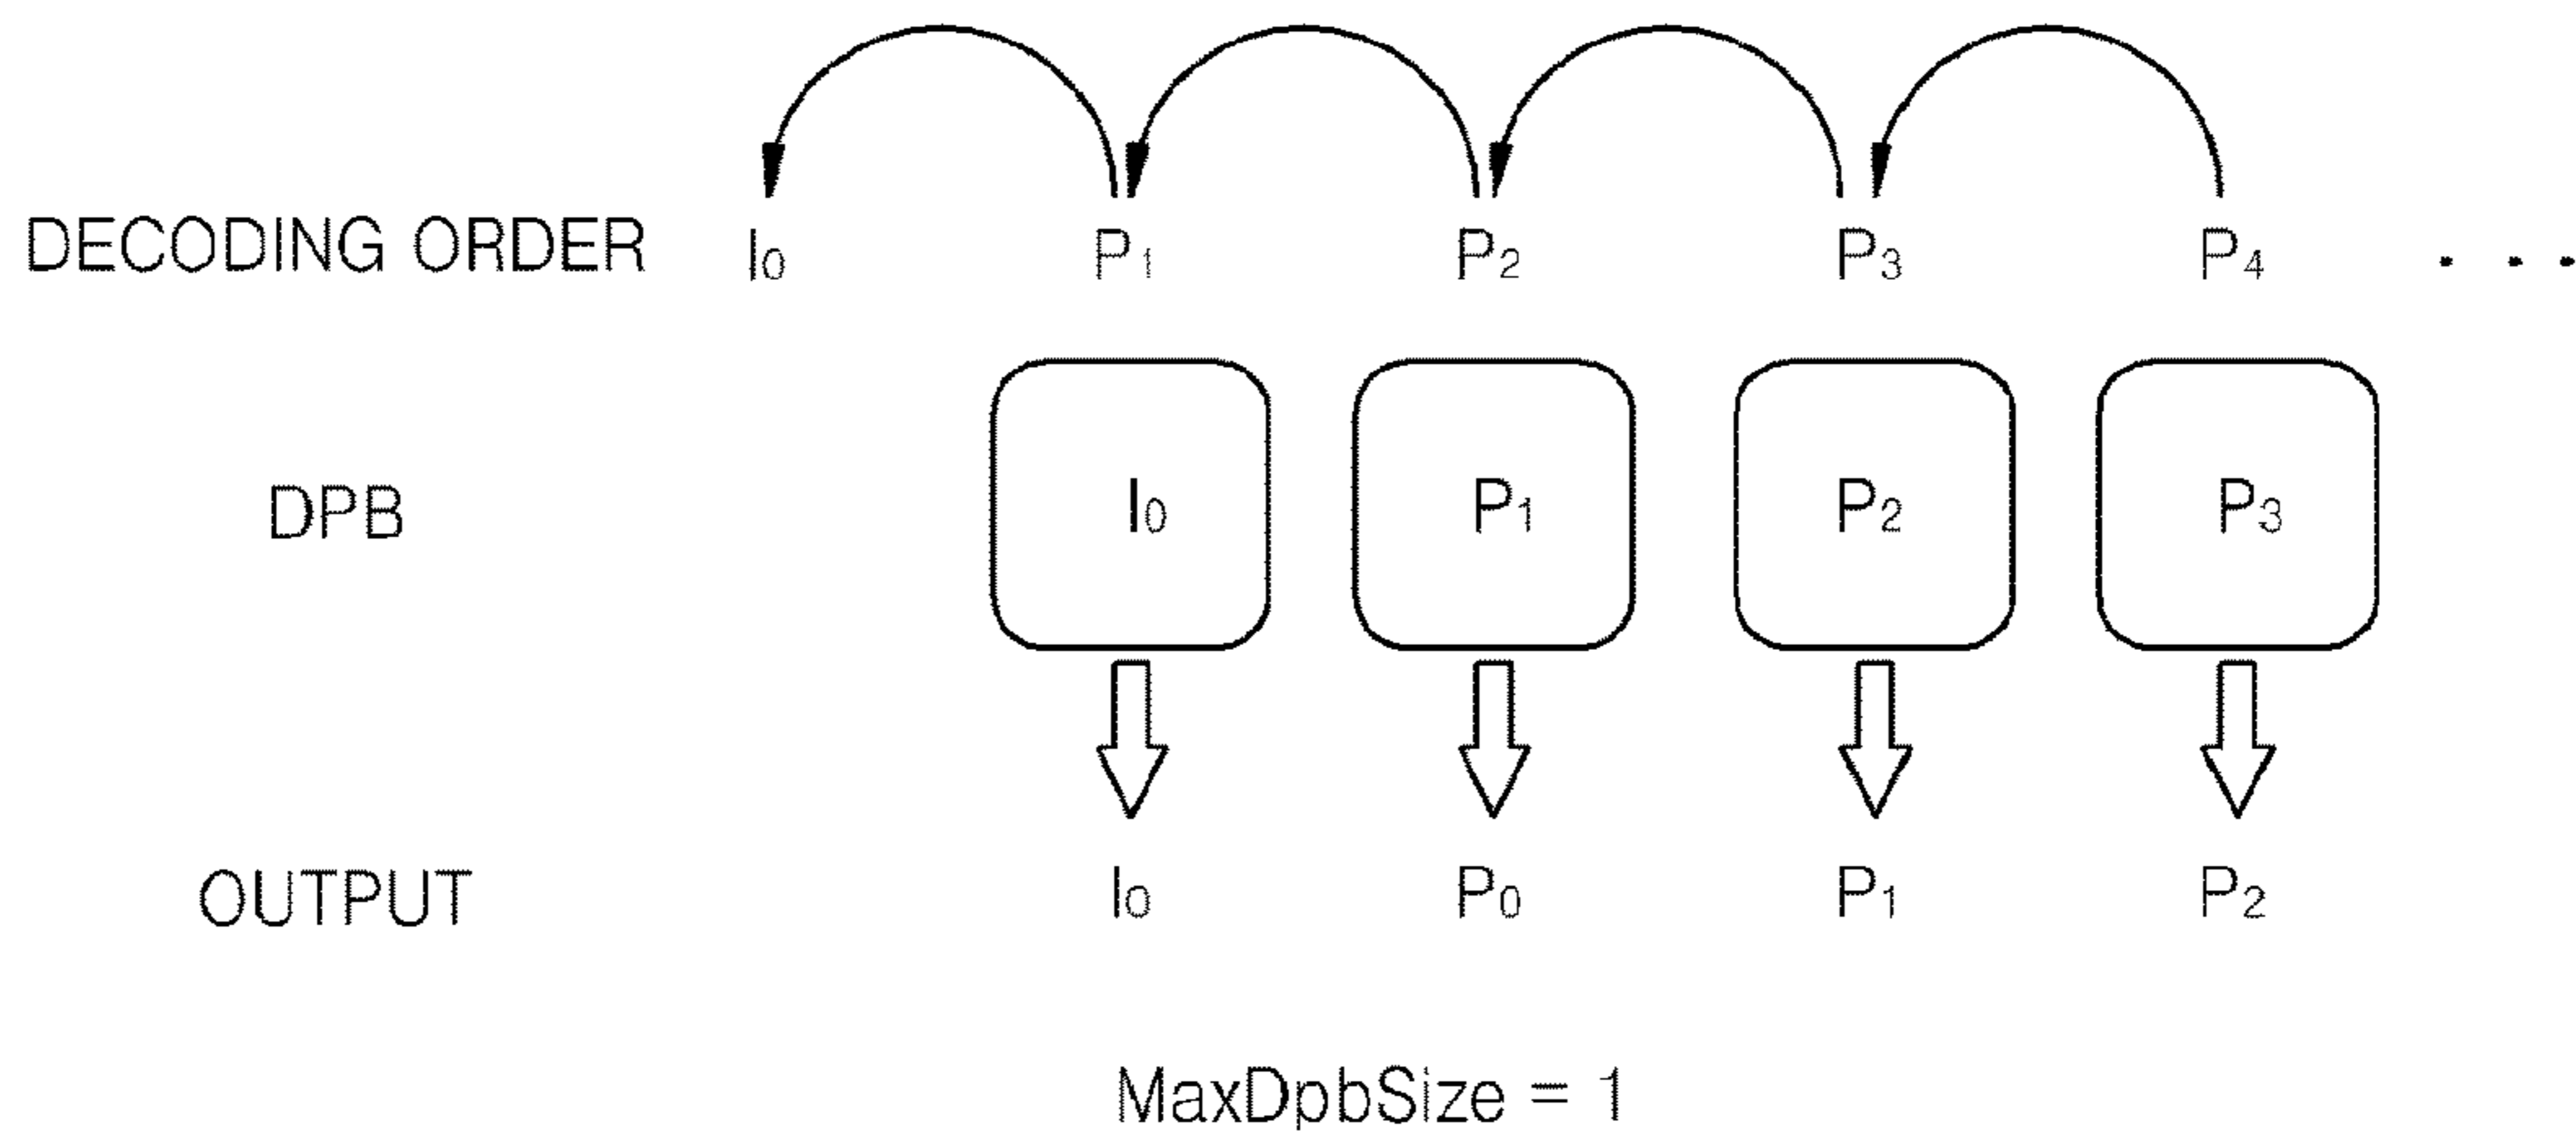 DECODING ORDER I0 P1 P2 P3 P4 . . .
DPB I0 P1 P2 P3
OUTPUT I0 P0 P1 P2
MaxDpbSize = 1